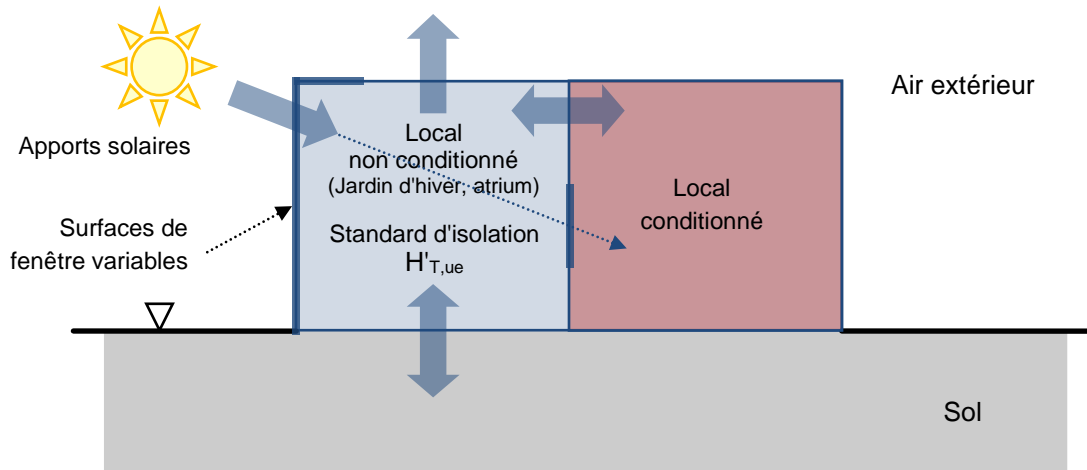 Air extérieur
Apports solaires
Local
non conditionné
(Jardin d'hiver, atrium)
Local
conditionné
Surfaces de
fenêtre variables
Standard d'isolation
H'T,ue
Sol